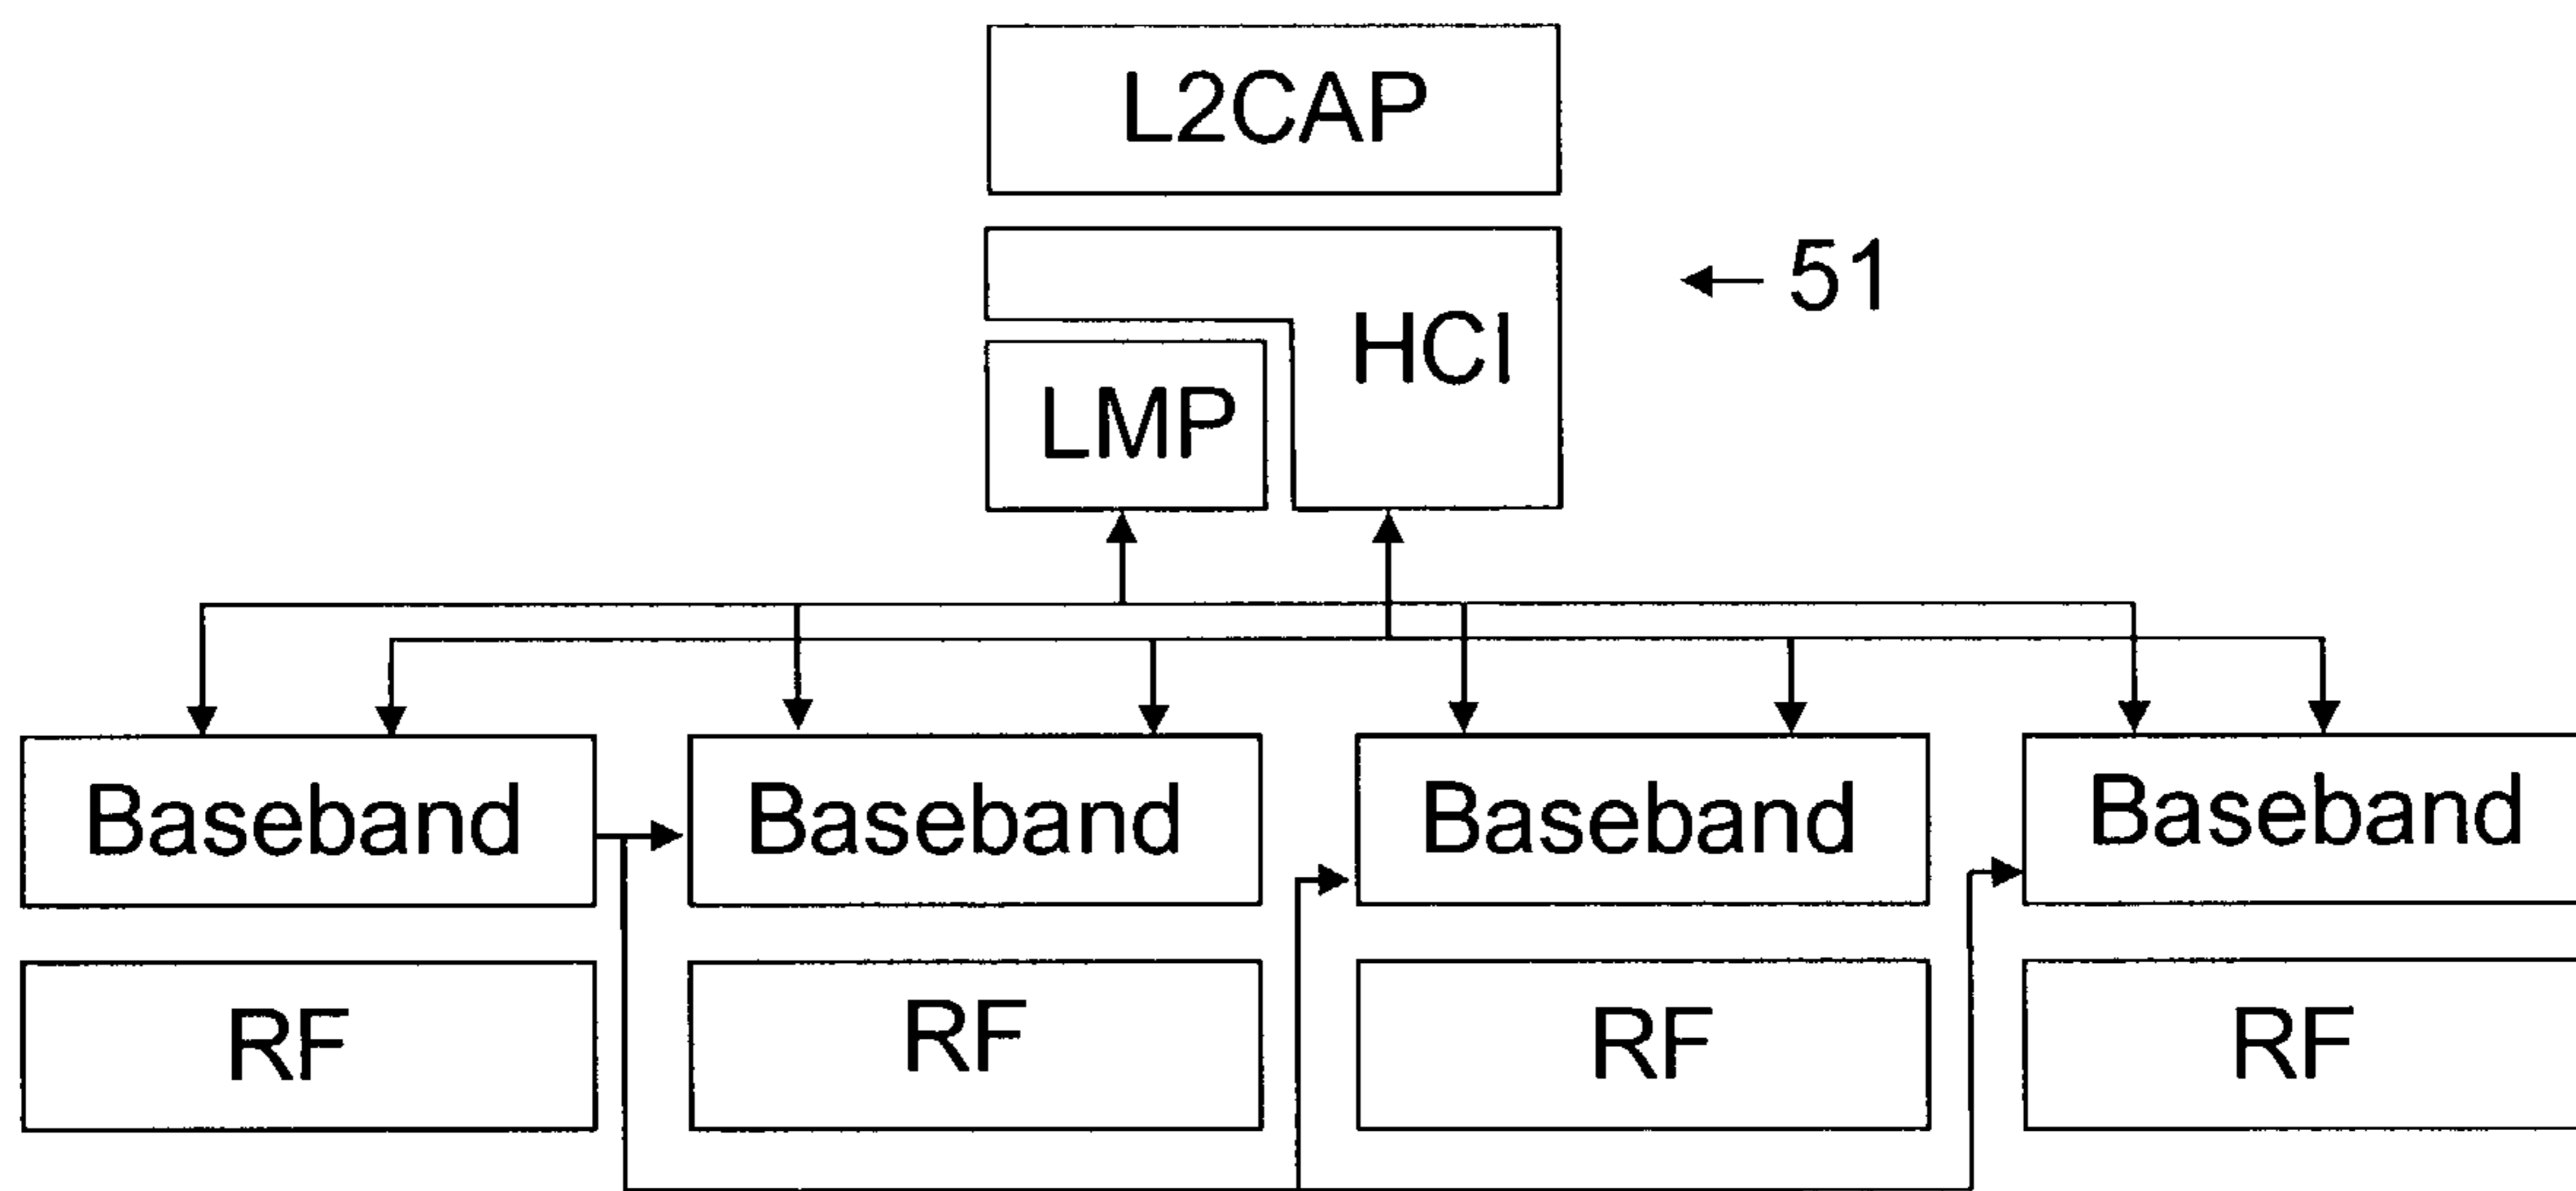 L2CAP
51
HCI
LMP
Baseband Baseband Baseband Baseband
RF RF RF RF